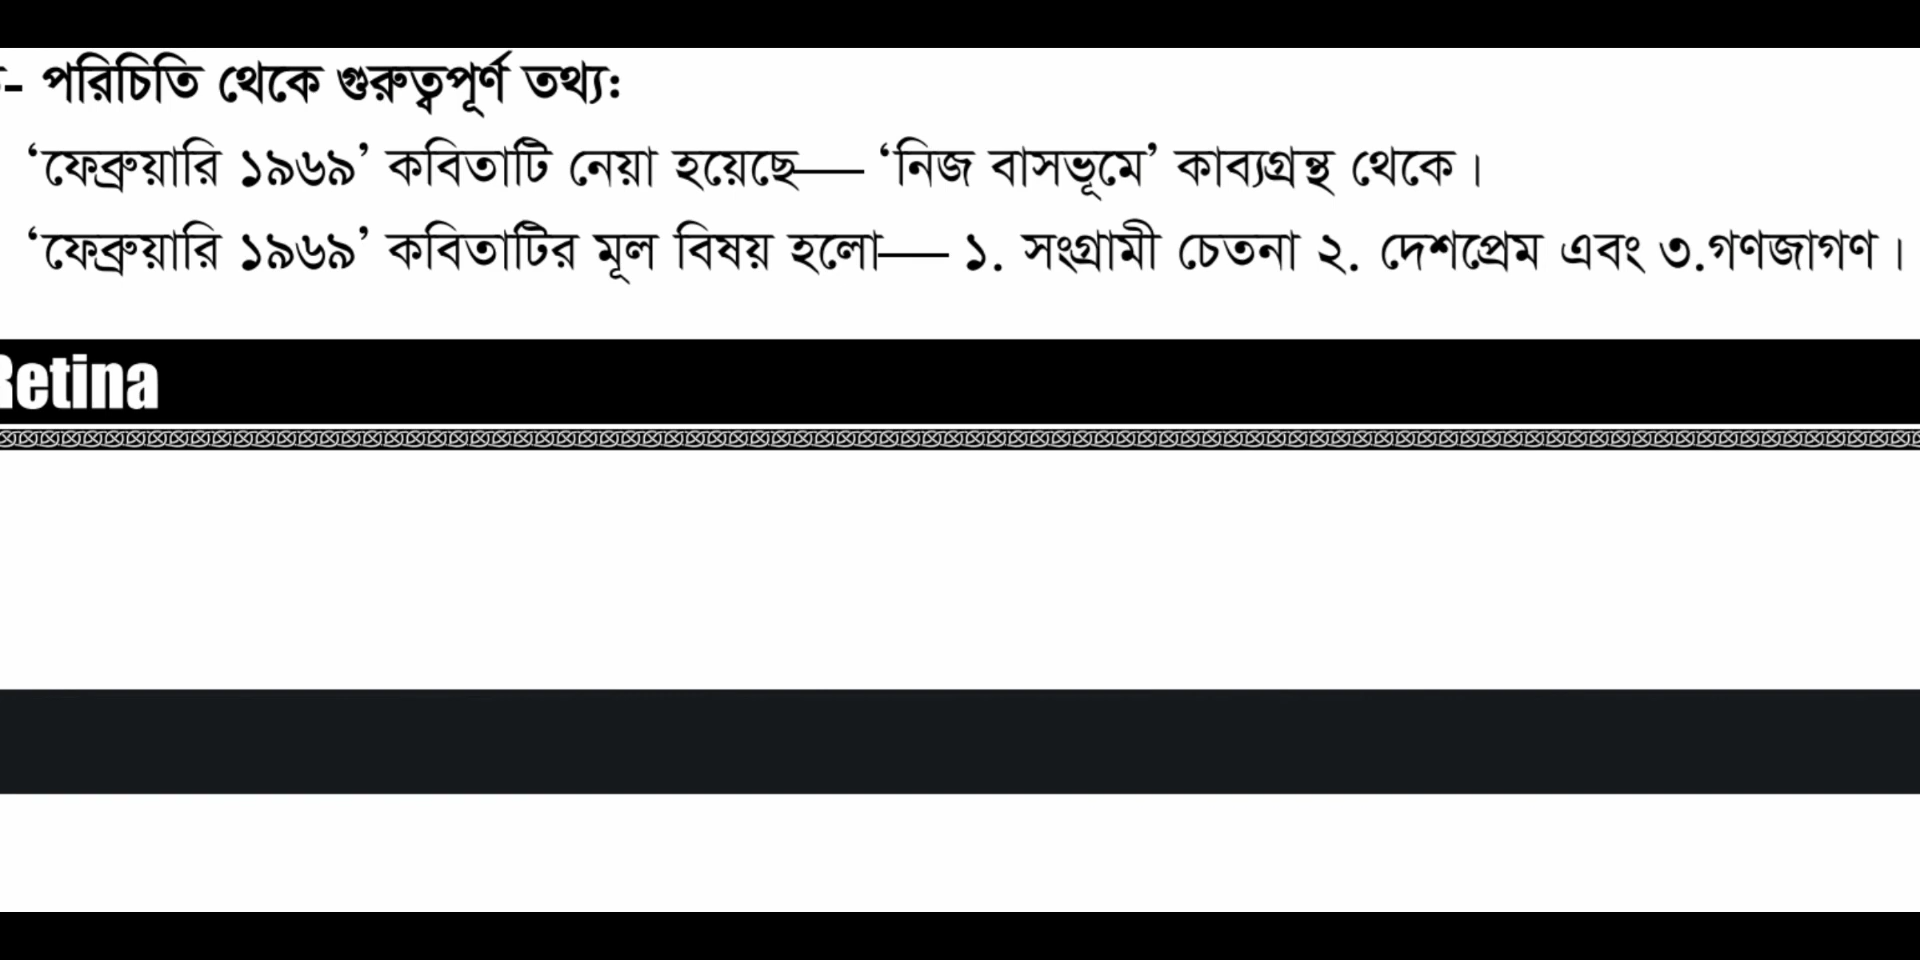 - পরিচিতি থেকে গুরুত্বপূর্ণ তথ্য:
‘ফেব্রুয়ারি ১৯৬৯’ কবিতাটি নেয়া হয়েছে— ‘নিজ বাসভূমে’ কাব্যগ্রন্থ থেকে।
‘ফেব্রুয়ারি ১৯৬৯’ কবিতাটির মূল বিষয় হলো— ১. সংগ্রামী চেতনা ২. দেশপ্রেম এবং ৩.গণজাগণ।
Retina